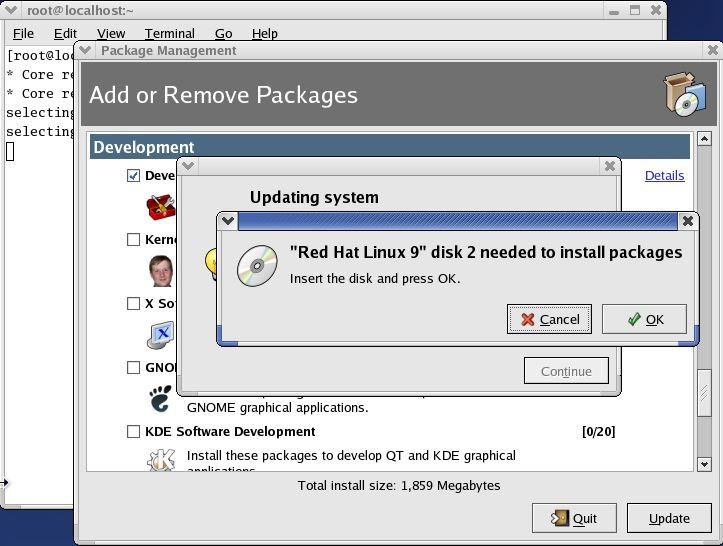 root@localhost:~
File Edit View Terminal Go Help
[root@loc
* Core re
* Core re
selecting
selecting
Package Management
Add or Remove Packages
Development
Deve
Details
Kerne
X Sof
GNO
GNOME graphical applications.
KDE Software Development [0/20]
Install these packages to develop QT and KDE graphical
applications.
Total install size: 1,859 Megabytes
Quit Update
Updating system
Continue
"Red Hat Linux 9" disk 2 needed to install packages
Insert the disk and press OK.
Cancel OK